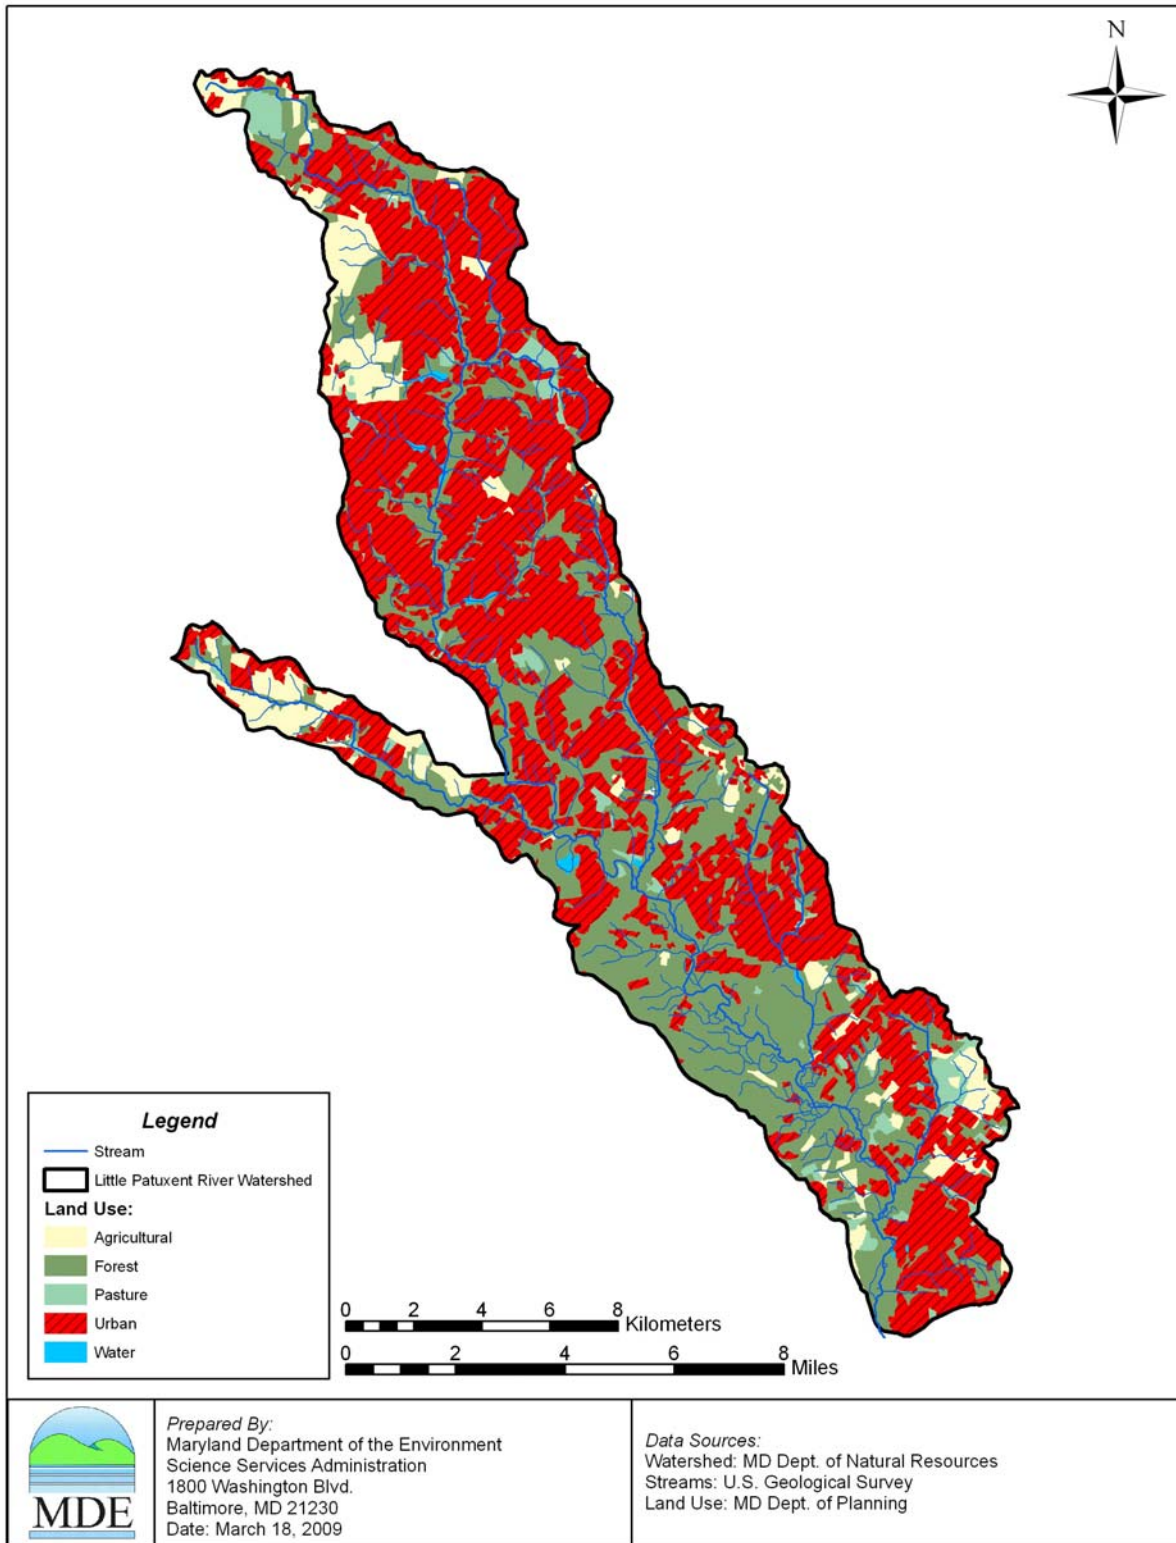 N
Legend
Stream
Little Patuxent River Watershed
Land Use:
Agricultural
Forest
Pasture
Urban
Water
0 2 4 6 8
Kilometers
0 2 4 6 8
Miles
MDE
Prepared By:
Maryland Department of the Environment
Science Services Administration
1800 Washington Blvd.
Baltimore, MD 21230
Date: March 18, 2009
Data Sources:
Watershed: MD Dept. of Natural Resources
Streams: U.S. Geological Survey
Land Use: MD Dept. of Planning